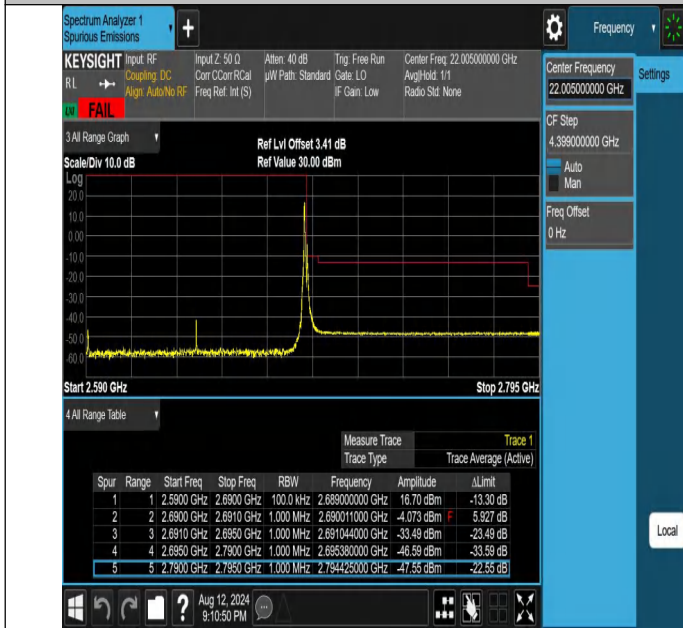 Spectrum Analyzer 1
Spurious Emissions
Frequency
KEYSIGHT
Input: RF
Input Z: 50 Ω
Atten: 40 dB
Trig: Free Run
Center Freq: 22.005000000 GHz
RL
Coupling: DC
Corr CCorr RCal
µW Path: Standard
Gate: LO
Avg|Hold: 1/1
Align: Auto/No RF
Freq Ref: Int (S)
IF Gain: Low
Radio Std: None
FAIL
Center Frequency
22.005000000 GHz
Settings
CF Step
4.399000000 GHz
Auto
Man
Freq Offset
0 Hz
3 All Range Graph
Ref Lvl Offset 3.41 dB
Scale/Div 10.0 dB
Ref Value 30.00 dBm
Log
20.0
10.0
0.00
-10.0
-20.0
-30.0
-40.0
-50.0
-60.0
Start 2.590 GHz
Stop 2.795 GHz
4 All Range Table
Measure Trace Trace 1
Trace Type Trace Average (Active)
Spur Range Start Freq Stop Freq RBW Frequency Amplitude ΔLimit
1 1 2.5900 GHz 2.6900 GHz 100.0 kHz 2.689000000 GHz 16.70 dBm -13.30 dB
2 2 2.6900 GHz 2.6910 GHz 1.000 MHz 2.690011000 GHz -4.073 dBm F 5.927 dB
3 3 2.6910 GHz 2.6950 GHz 1.000 MHz 2.691044000 GHz -33.49 dBm -23.49 dB
4 4 2.6950 GHz 2.7900 GHz 1.000 MHz 2.695380000 GHz -46.59 dBm -33.59 dB
5 5 2.7900 GHz 2.7950 GHz 1.000 MHz 2.794425000 GHz -47.55 dBm -22.55 dB
Local
Aug 12, 2024
9:10:50 PM